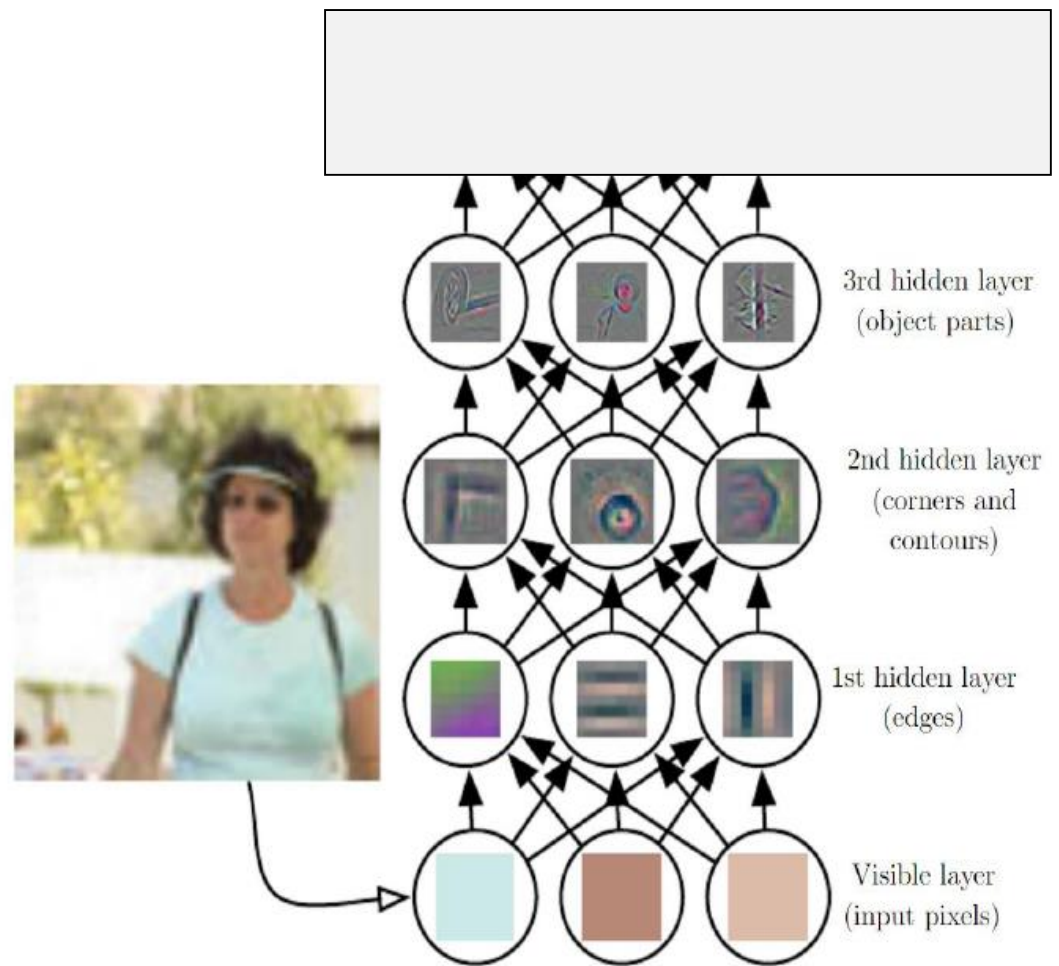 3rd hidden layer
(object parts)
2nd hidden layer
(corners and
contours)
1st hidden layer
(edges)
Visible layer
(input pixels)